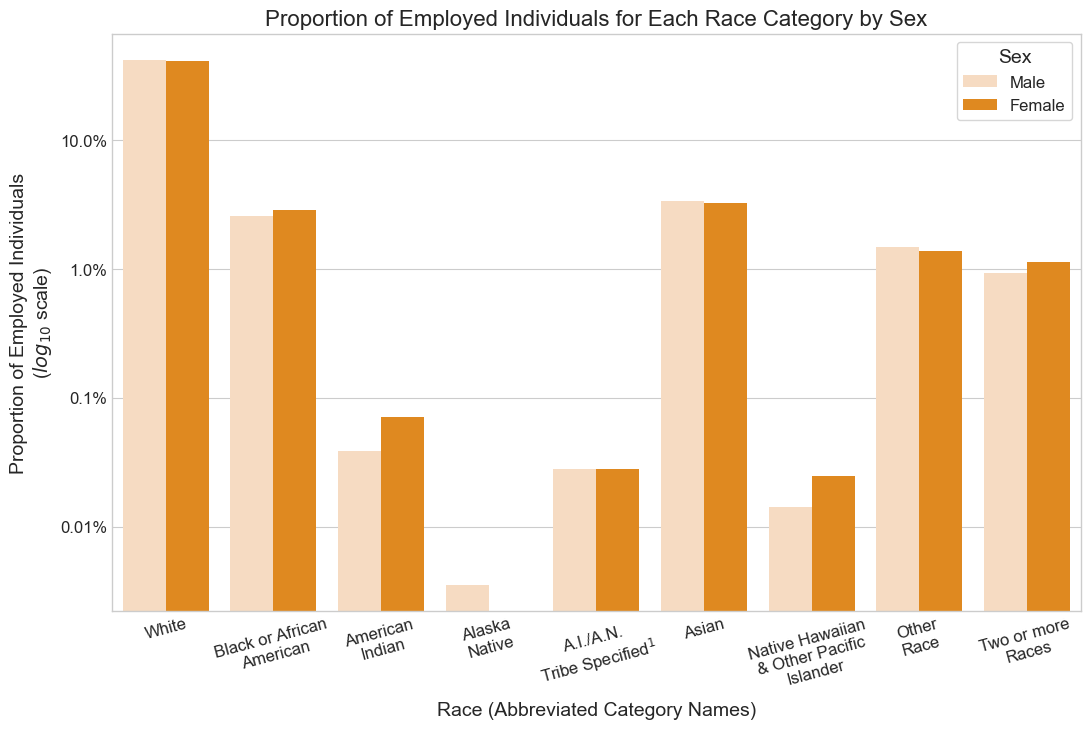 Proportion of Employed Individuals for Each Race Category by Sex
Sex
Male
Female
Proportion of Employed Individuals
(log₁₀ scale)
10.0%
1.0%
0.1%
0.01%
White
Black or African
American
American
Indian
Alaska
Native
A.I./A.N.
Tribe Specified¹
Asian
Native Hawaiian
& Other Pacific
Islander
Other
Race
Two or more
Races
Race (Abbreviated Category Names)